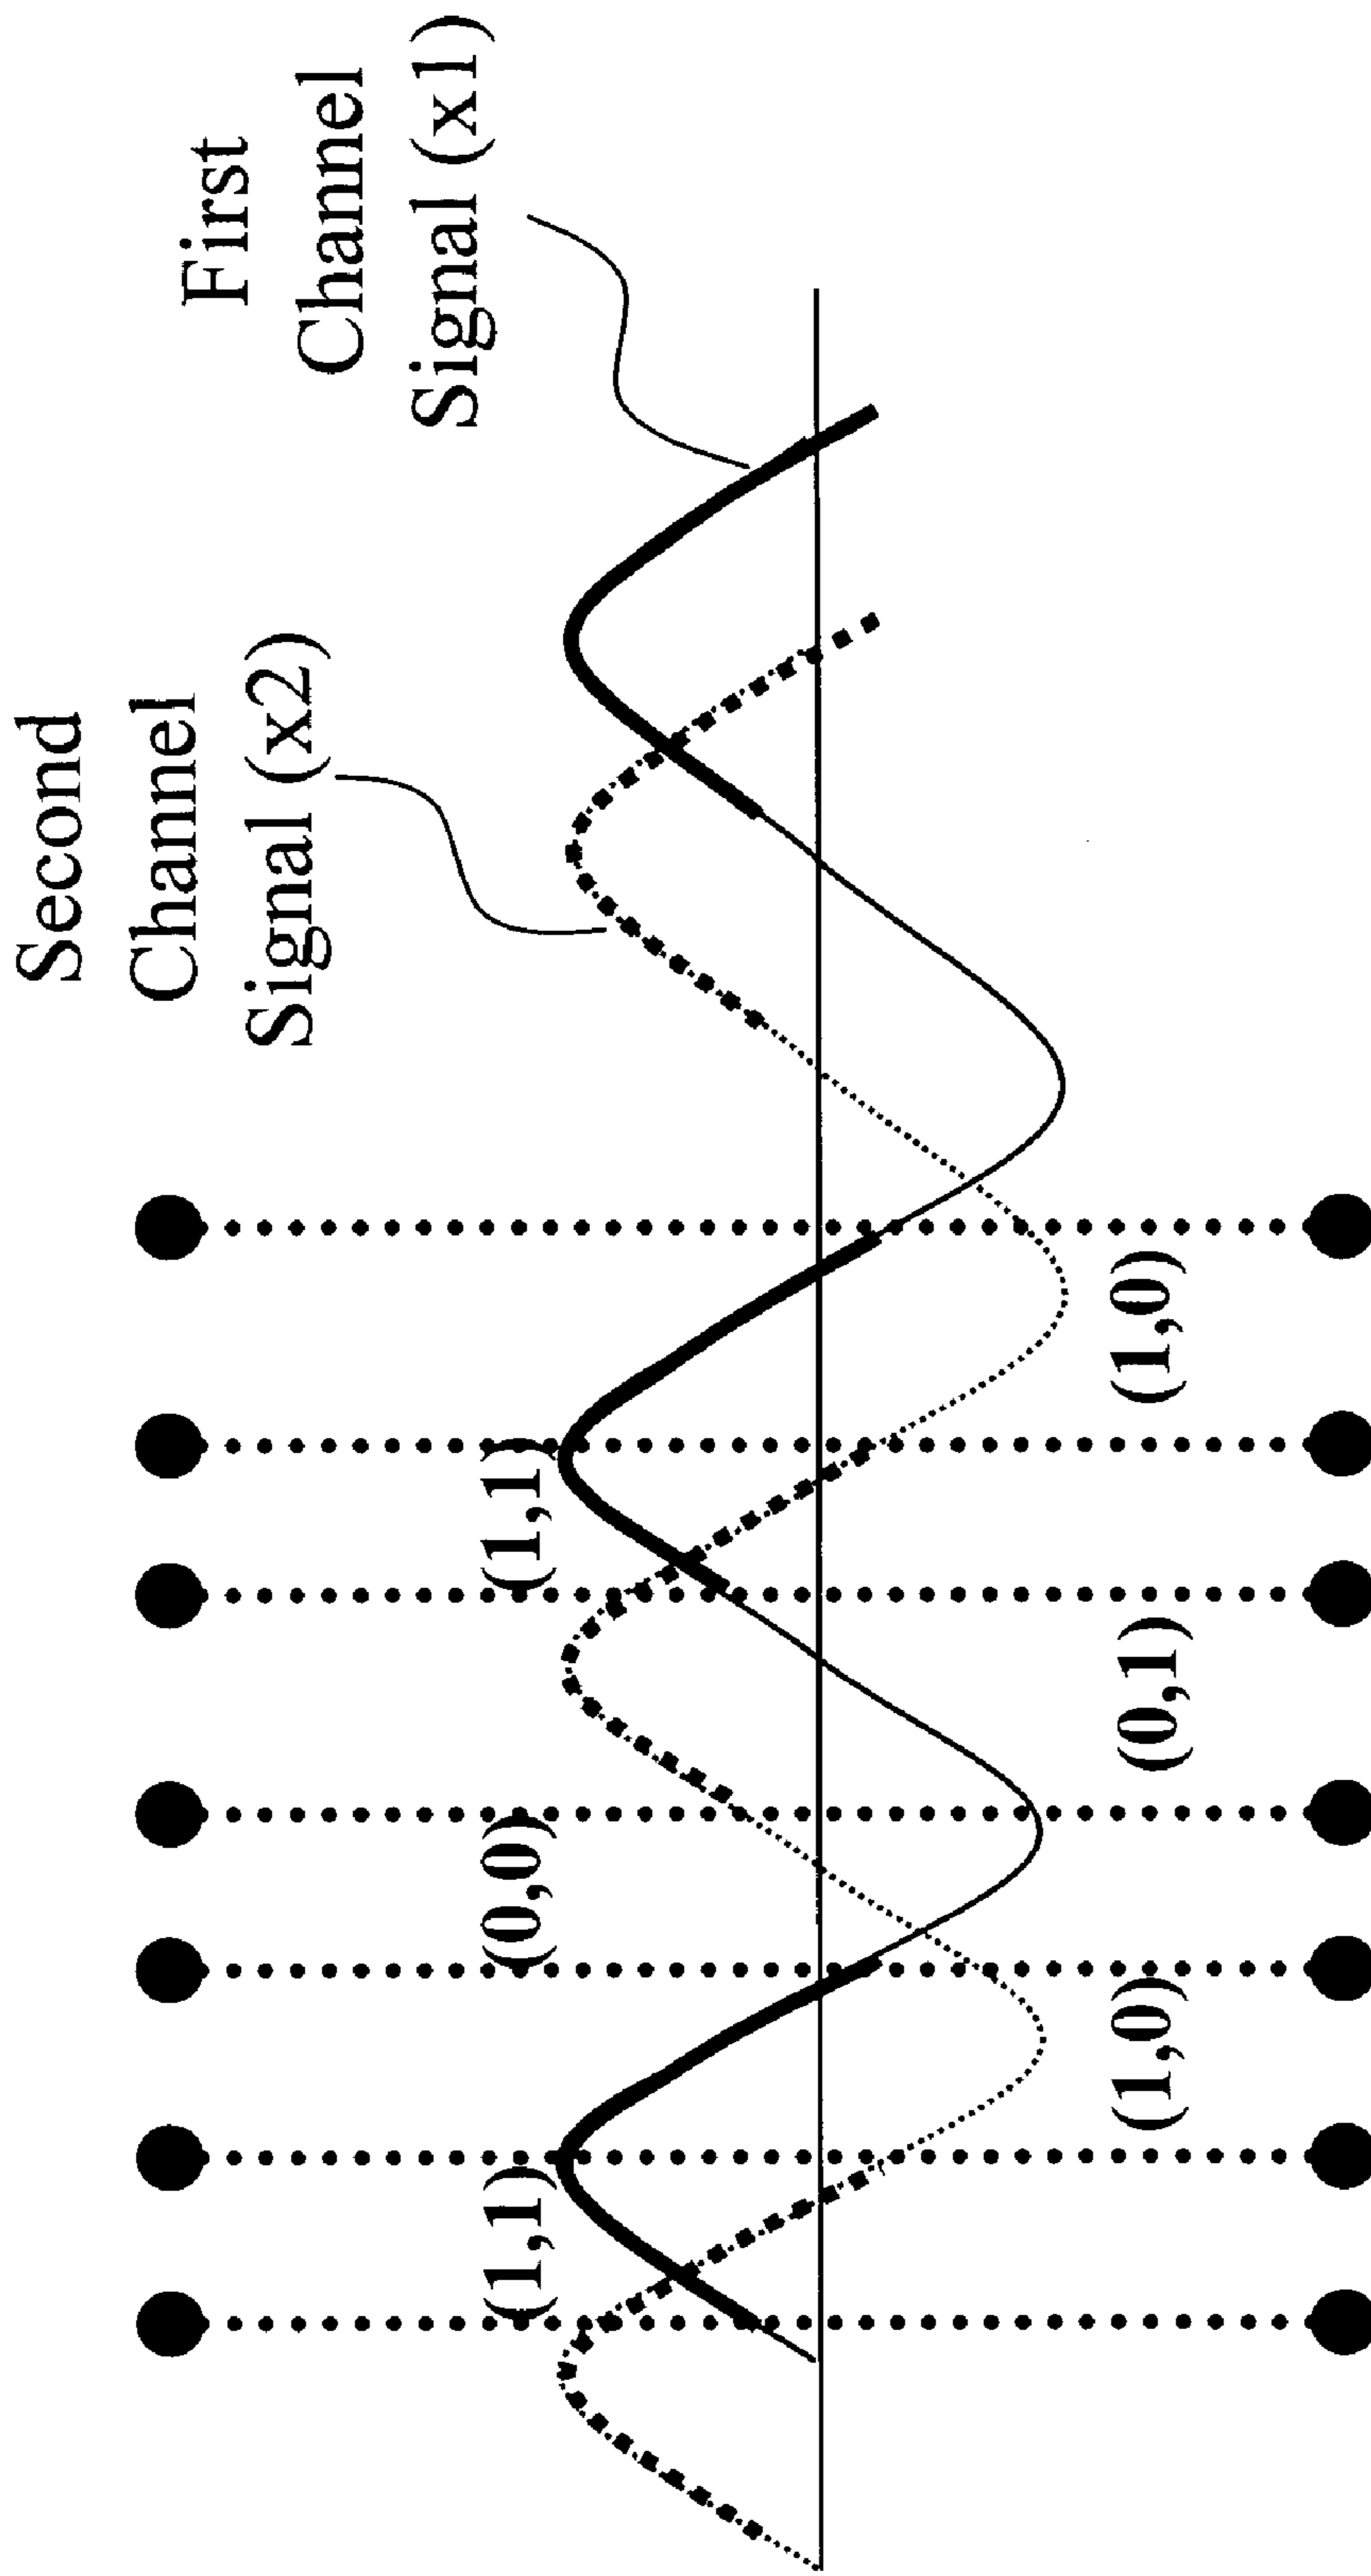 Second
Channel
Signal (x2)
First
Channel
Signal (x1)
(1,1)
(0,0)
(1,1)
(1,0)
(0,1)
(1,0)